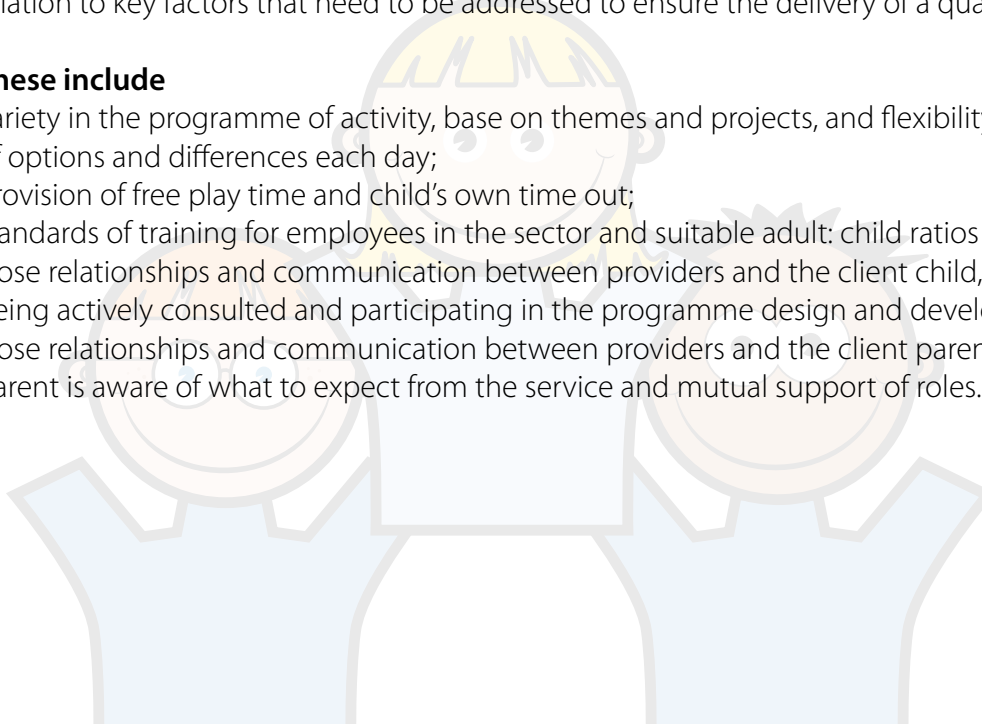 lation to key factors that need to be addressed to ensure the delivery of a qua
hese include
ariety in the programme of activity, base on themes and projects, and flexibility
f options and differences each day;
rovision of free play time and child's own time out;
andards of training for employees in the sector and suitable adult: child ratios
ose relationships and communication between providers and the client child,
eing actively consulted and participating in the programme design and devel
ose relationships and communication between providers and the client paren
arent is aware of what to expect from the service and mutual support of roles.